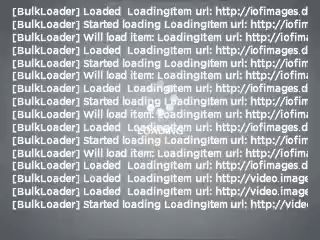 [BulkLoader] Loaded LoadingItem url: http://iofimages.d
[BulkLoader] Started loading LoadingItem url: http://iofim
[BulkLoader] Will load item: LoadingItem url: http://iofima
[BulkLoader] Loaded LoadingItem url: http://iofimages.d
[BulkLoader] Started loading LoadingItem url: http://iofim
[BulkLoader] Will load item: LoadingItem url: http://iofima
[BulkLoader] Loaded LoadingItem url: http://iofimages.d
[BulkLoader] Started loading LoadingItem url: http://iofim
[BulkLoader] Will load item: LoadingItem url: http://iofima
[BulkLoader] Loaded LoadingItem url: http://iofimages.d
LOADING
[BulkLoader] Started loading LoadingItem url: http://iofim
[BulkLoader] Will load item: LoadingItem url: http://iofima
[BulkLoader] Loaded LoadingItem url: http://iofimages.d
[BulkLoader] Loaded LoadingItem url: http://video.image
[BulkLoader] Loaded LoadingItem url: http://video.image
[BulkLoader] Started loading LoadingItem url: http://vide